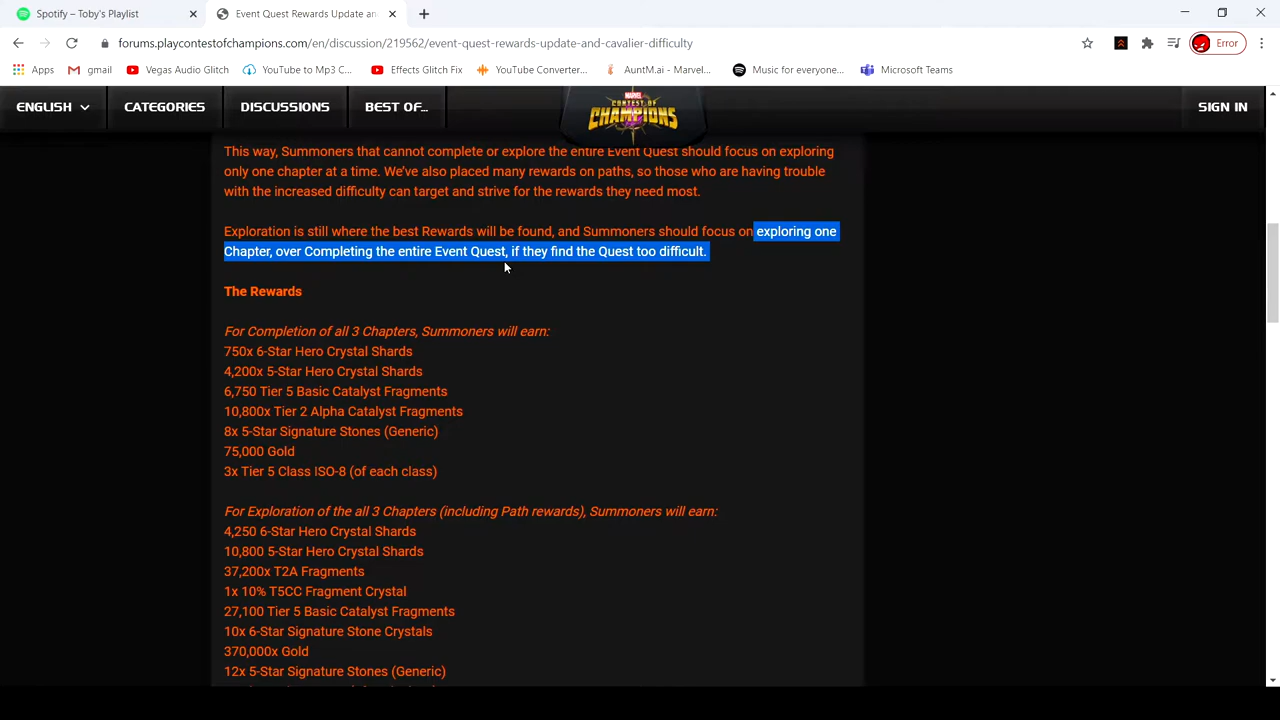 Spotify – Toby's Playlist
Event Quest Rewards Update an
forums.playcontestofchampions.com/en/discussion/219562/event-quest-rewards-update-and-cavalier-difficulty
Error
Apps
gmail
Vegas Audio Glitch
YouTube to Mp3 C...
Effects Glitch Fix
YouTube Converter...
AuntM.ai - Marvel...
Music for everyone...
Microsoft Teams
ENGLISH
CATEGORIES
DISCUSSIONS
BEST OF...
MARVEL
CONTEST OF
CHAMPIONS
SIGN IN
This way, Summoners that cannot complete or explore the entire Event Quest should focus on exploring
only one chapter at a time. We've also placed many rewards on paths, so those who are having trouble
with the increased difficulty can target and strive for the rewards they need most.
Exploration is still where the best Rewards will be found, and Summoners should focus on exploring one
Chapter, over Completing the entire Event Quest, if they find the Quest too difficult.
The Rewards
For Completion of all 3 Chapters, Summoners will earn:
750x 6-Star Hero Crystal Shards
4,200x 5-Star Hero Crystal Shards
6,750 Tier 5 Basic Catalyst Fragments
10,800x Tier 2 Alpha Catalyst Fragments
8x 5-Star Signature Stones (Generic)
75,000 Gold
3x Tier 5 Class ISO-8 (of each class)
For Exploration of the all 3 Chapters (including Path rewards), Summoners will earn:
4,250 6-Star Hero Crystal Shards
10,800 5-Star Hero Crystal Shards
37,200x T2A Fragments
1x 10% T5CC Fragment Crystal
27,100 Tier 5 Basic Catalyst Fragments
10x 6-Star Signature Stone Crystals
370,000x Gold
12x 5-Star Signature Stones (Generic)